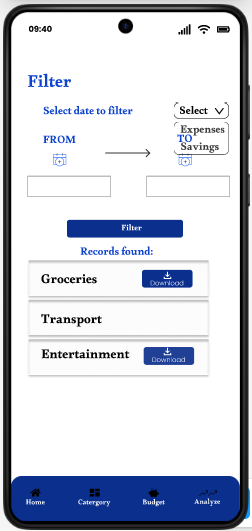 09:40
Filter
Select date to filter
Select
Expenses
Savings
FROM
TO
Filter
Records found:
Groceries
Download
Transport
Entertainment
Download
Home
Catergory
Budget
Analyze